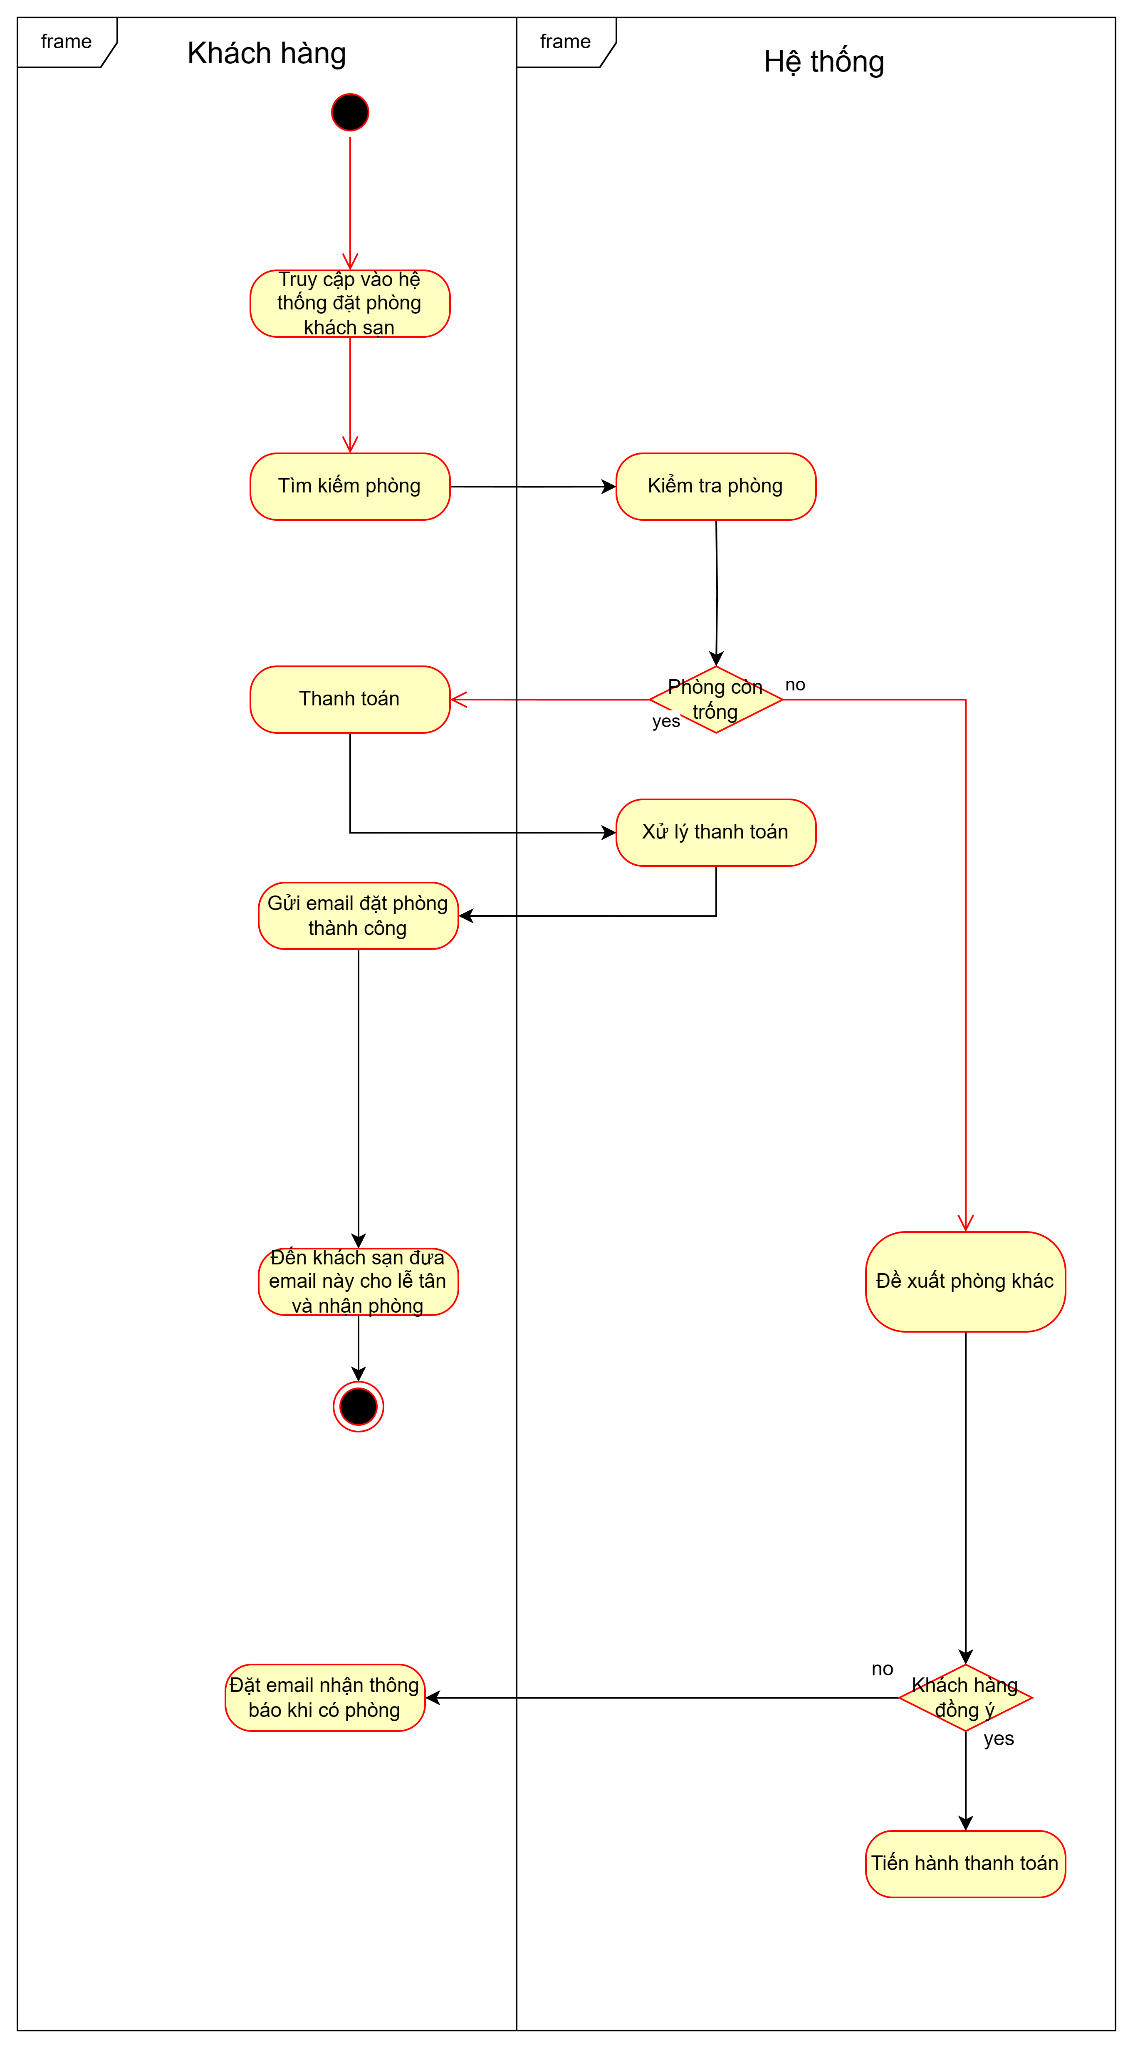 frame
Khách hàng
frame
Hệ thống
Truy cập vào hệ
thống đặt phòng
khách sạn
Tìm kiếm phòng
Kiểm tra phòng
Thanh toán
Phòng còn
trống
no
yes
Xử lý thanh toán
Gửi email đặt phòng
thành công
Đến khách sạn đưa
email này cho lễ tân
và nhận phòng
Đề xuất phòng khác
Đặt email nhận thông
báo khi có phòng
no
Khách hàng
đồng ý
yes
Tiến hành thanh toán